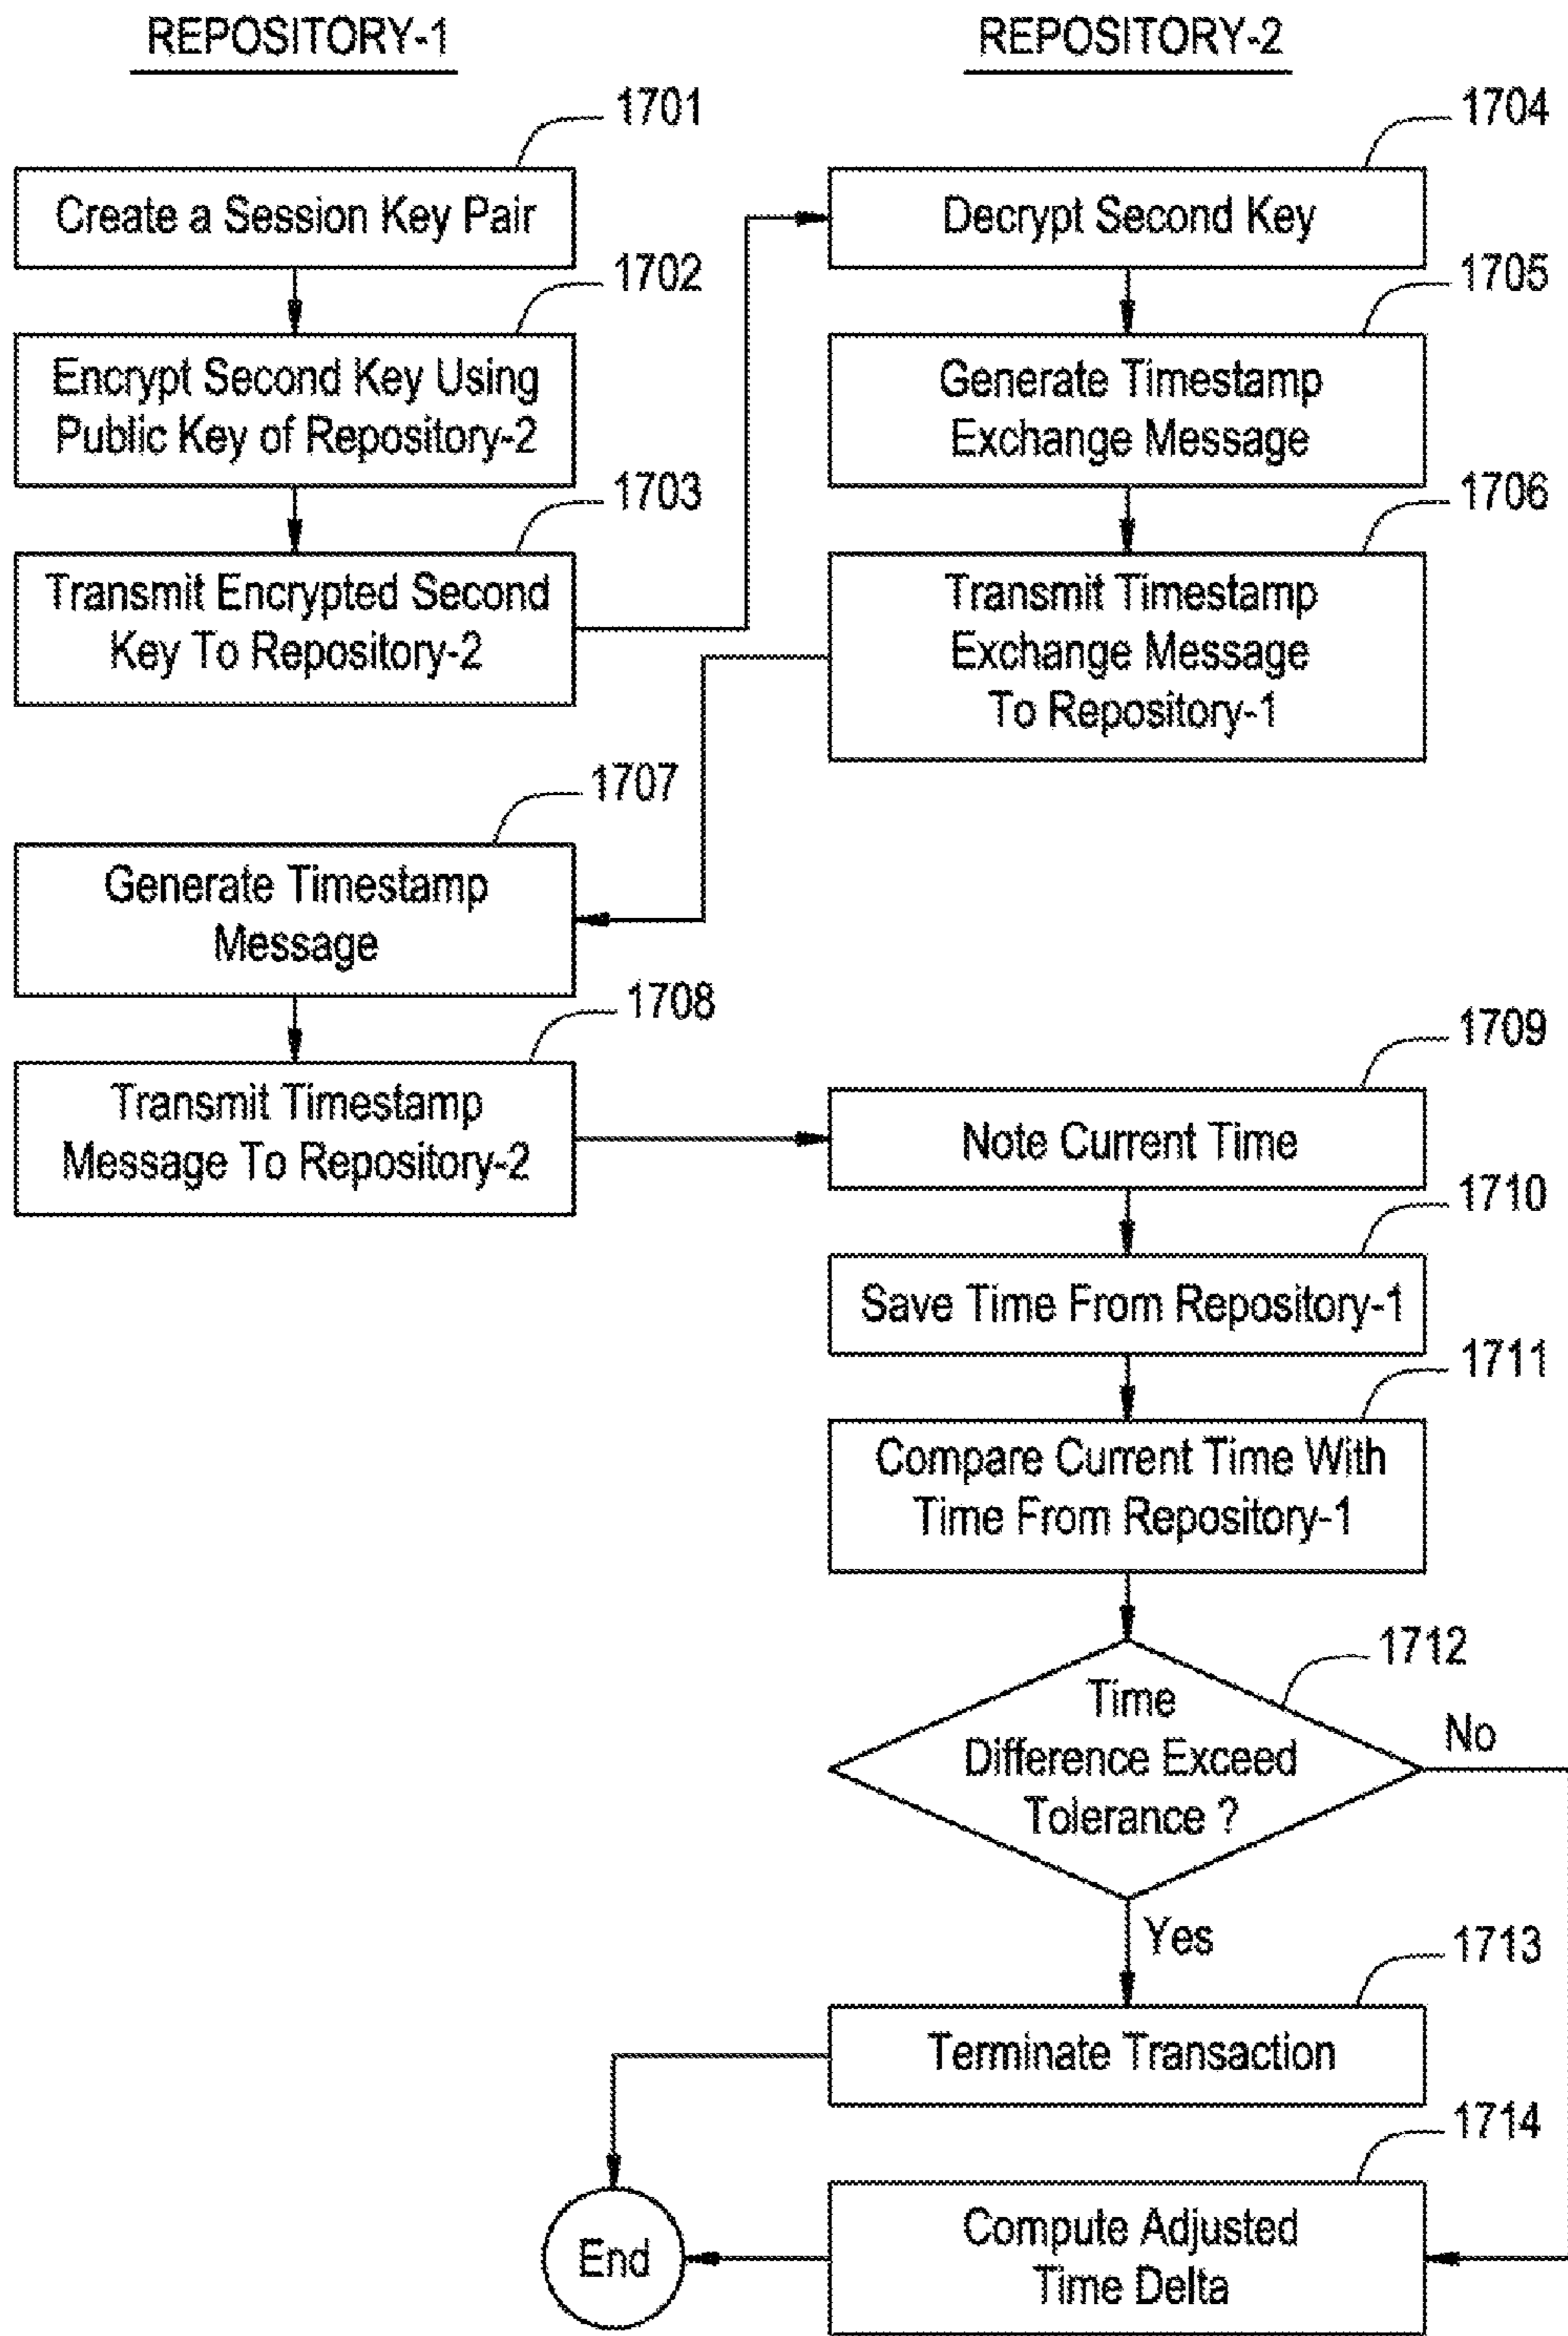 REPOSITORY-1
REPOSITORY-2
1701
Create a Session Key Pair
1702
Encrypt Second Key Using
Public Key of Repository-2
1703
Transmit Encrypted Second
Key To Repository-2
1704
Decrypt Second Key
1705
Generate Timestamp
Exchange Message
1706
Transmit Timestamp
Exchange Message
To Repository-1
1707
Generate Timestamp
Message
1708
Transmit Timestamp
Message To Repository-2
1709
Note Current Time
1710
Save Time From Repository-1
1711
Compare Current Time With
Time From Repository-1
1712
Time
Difference Exceed
Tolerance ?
No
Yes
1713
Terminate Transaction
1714
Compute Adjusted
Time Delta
End